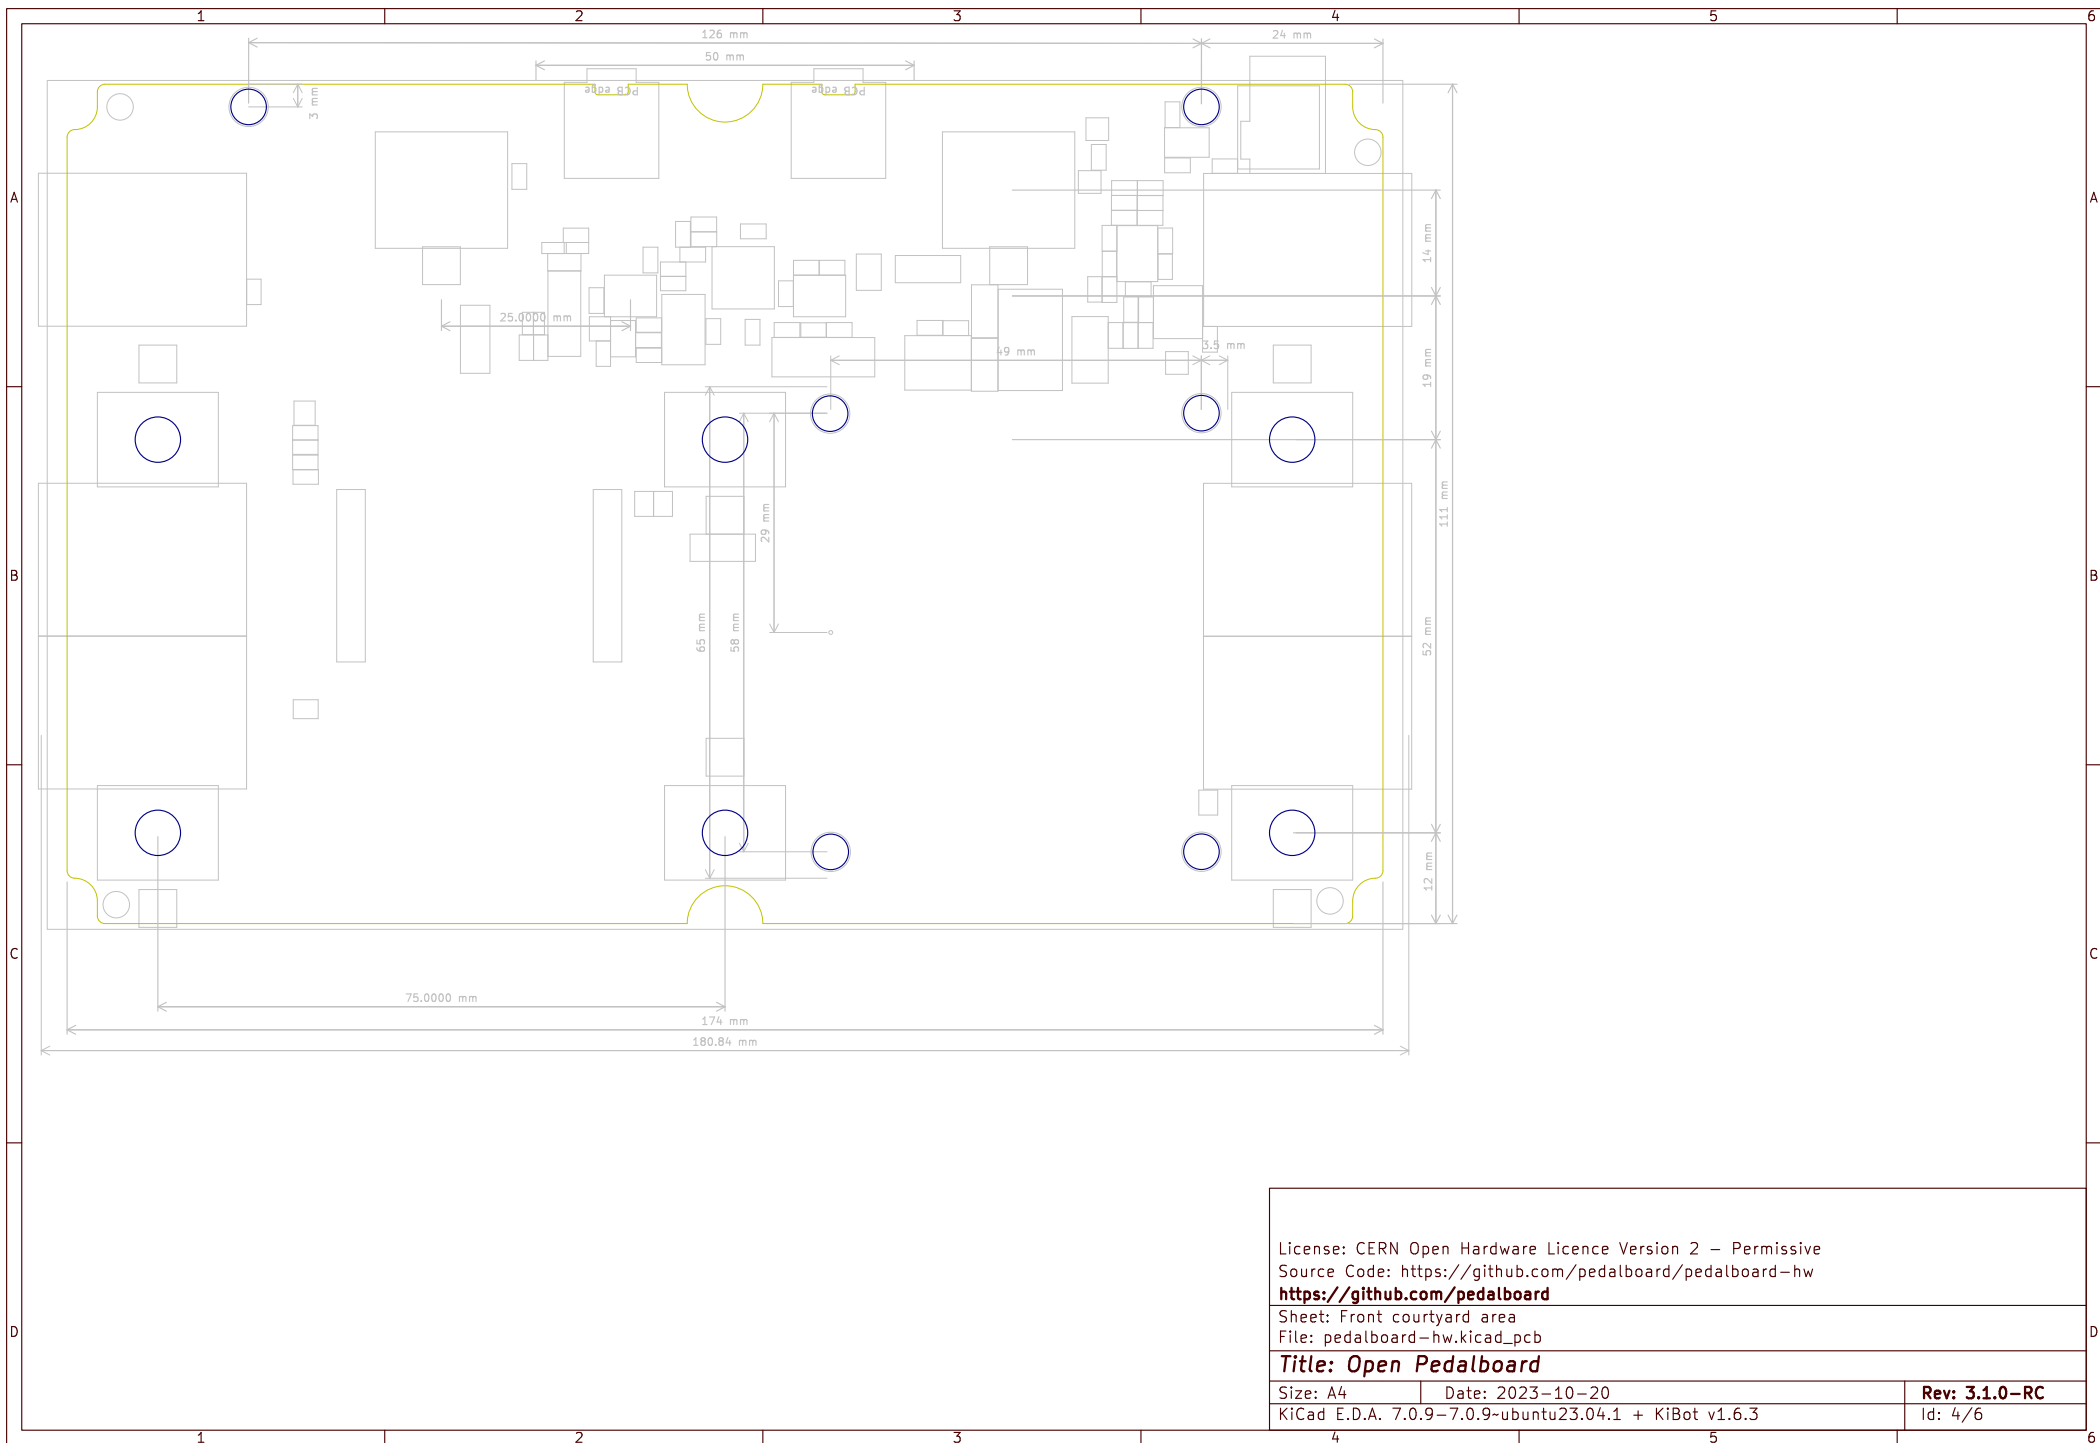 1 2 3 4 5 6
126 mm
24 mm
50 mm
3 mm
PCB edge
PCB edge
A
A
14 mm
25.0000 mm
49 mm
3.5 mm
19 mm
29 mm
111 mm
B
B
65 mm
58 mm
52 mm
12 mm
C
C
75.0000 mm
174 mm
180.84 mm
License: CERN Open Hardware Licence Version 2 - Permissive
Source Code: https://github.com/pedalboard/pedalboard-hw
https://github.com/pedalboard
Sheet: Front courtyard area
File: pedalboard-hw.kicad_pcb
D
D
Title: Open Pedalboard
Size: A4
Date: 2023-10-20
Rev: 3.1.0-RC
KiCad E.D.A. 7.0.9-7.0.9~ubuntu23.04.1 + KiBot v1.6.3
Id: 4/6
1 2 3 4 5 6